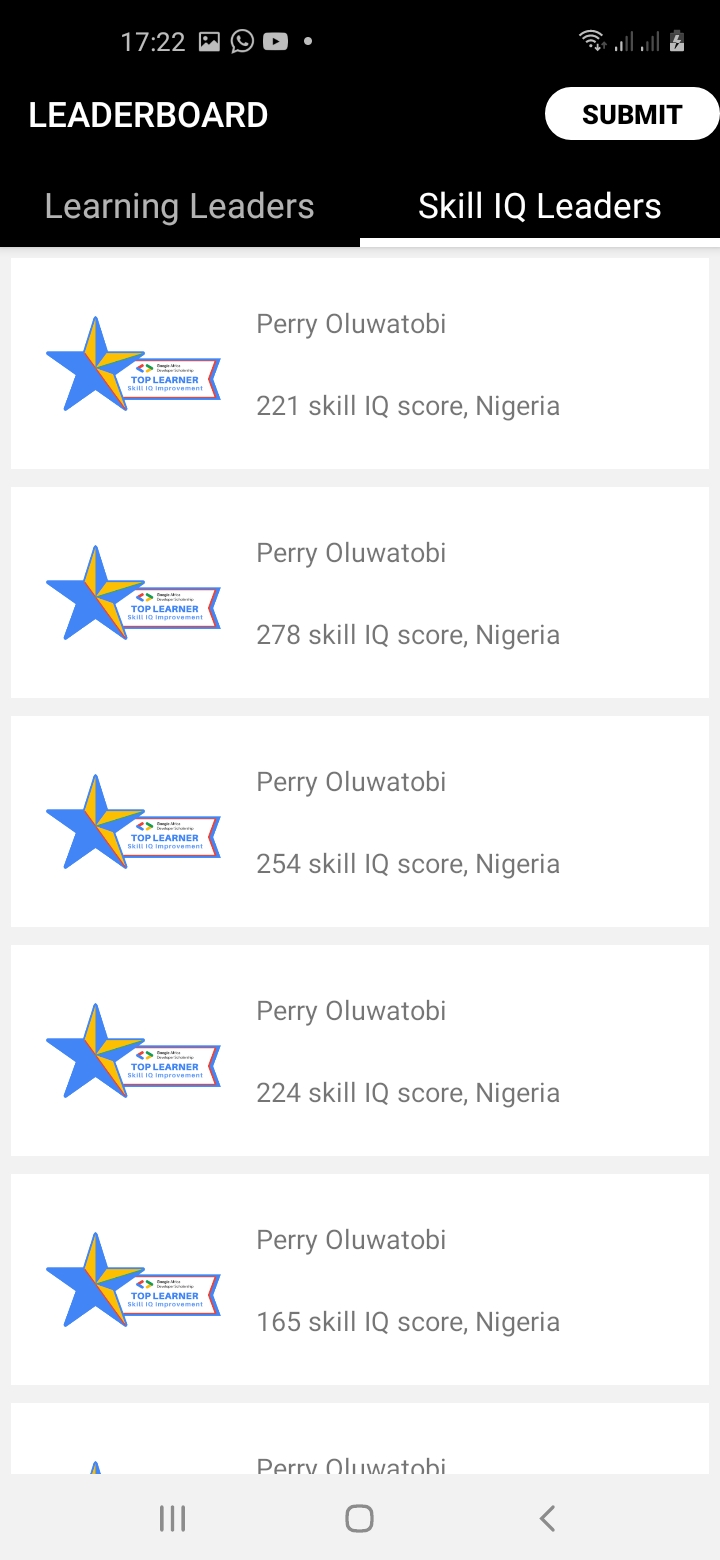 17:22
LEADERBOARD
SUBMIT
Learning Leaders
Skill IQ Leaders
Perry Oluwatobi
Google Africa
Developer Scholarship
TOP LEARNER
Skill IQ Improvement
221 skill IQ score, Nigeria
Perry Oluwatobi
Google Africa
Developer Scholarship
TOP LEARNER
Skill IQ Improvement
278 skill IQ score, Nigeria
Perry Oluwatobi
Google Africa
Developer Scholarship
TOP LEARNER
Skill IQ Improvement
254 skill IQ score, Nigeria
Perry Oluwatobi
Google Africa
Developer Scholarship
TOP LEARNER
Skill IQ Improvement
224 skill IQ score, Nigeria
Perry Oluwatobi
Google Africa
Developer Scholarship
TOP LEARNER
Skill IQ Improvement
165 skill IQ score, Nigeria
Perry Oluwatobi